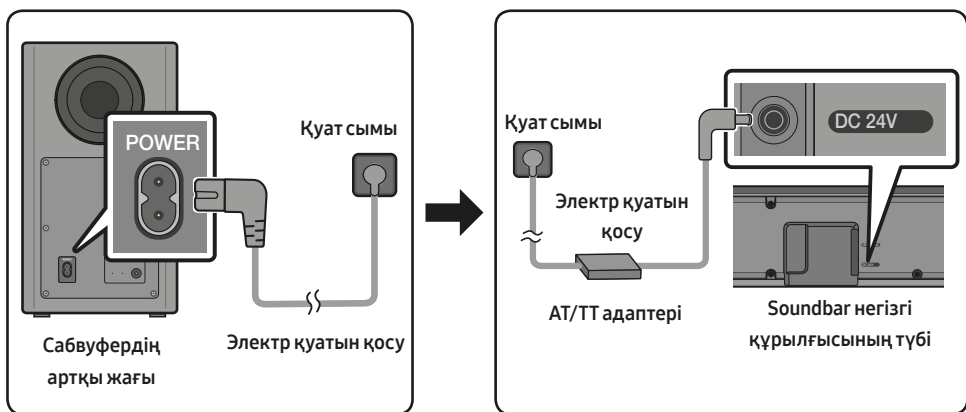 POWER
Қуат сымы
Электр қуатын қосу
Сабвуфердің
артқы жағы
DC 24V
Қуат сымы
Электр қуатын
қосу
АТ/ТТ адаптері
Soundbar негізгі
құрылғысының түбі